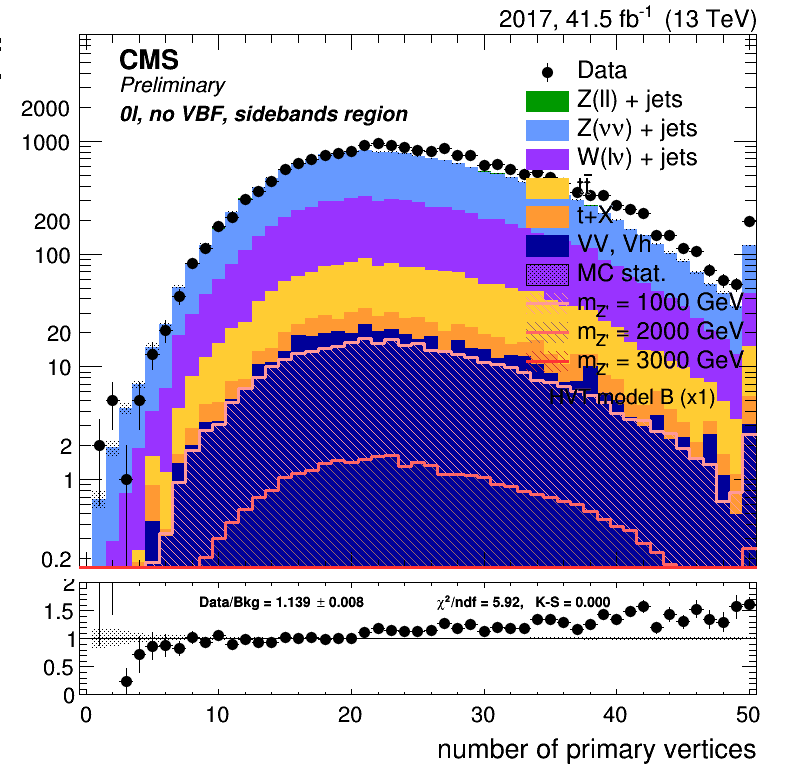 2017, 41.5 fb⁻¹ (13 TeV)
CMS
Preliminary
0l, no VBF, sidebands region
Data
Z(ll) + jets
Z(νν) + jets
W(lν) + jets
tt̄
t+X
VV, Vh
MC stat.
m_Z' = 1000 GeV
m_Z' = 2000 GeV
m_Z' = 3000 GeV
HVT model B (x1)
2000
1000
200
100
20
10
2
1
0.2
Data/Bkg = 1.139 ± 0.008 χ²/ndf = 5.92, K-S = 0.000
2
1.5
1
0.5
0
0 10 20 30 40 50
number of primary vertices